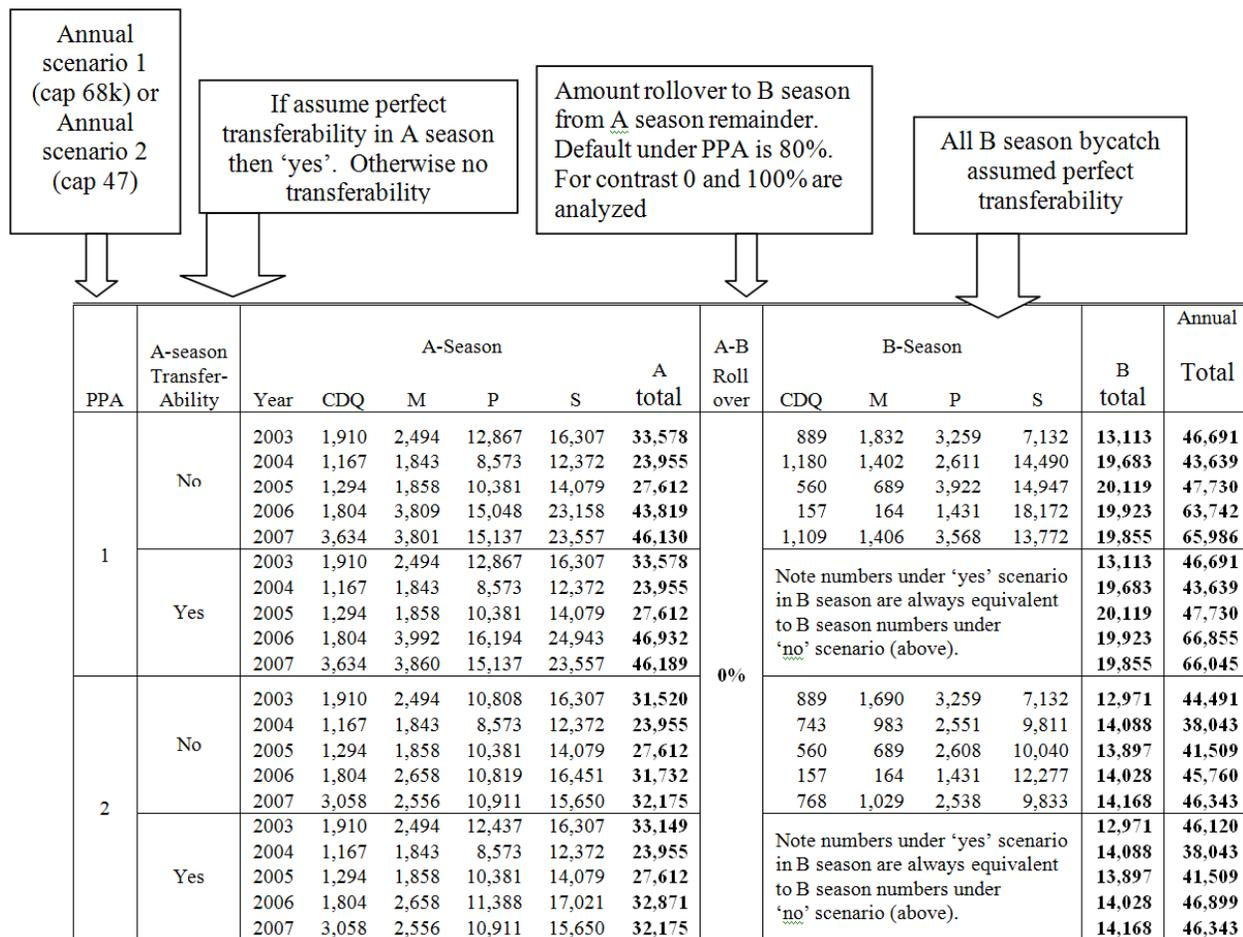 Annual
scenario 1
(cap 68k) or
Annual
scenario 2
(cap 47)
If assume perfect
transferability in A season
then ‘yes’. Otherwise no
transferability
Amount rollover to B season
from A season remainder.
Default under PPA is 80%.
For contrast 0 and 100% are
analyzed
All B season bycatch
assumed perfect
transferability
PPA
A-season
Transfer-
Ability
A-Season
Year CDQ M P S
A
total
A-B
Roll
over
B-Season
CDQ M P S
B
total
Annual
Total
1
No
2003 1,910 2,494 12,867 16,307 33,578 889 1,832 3,259 7,132 13,113 46,691
2004 1,167 1,843 8,573 12,372 23,955 1,180 1,402 2,611 14,490 19,683 43,639
2005 1,294 1,858 10,381 14,079 27,612 560 689 3,922 14,947 20,119 47,730
2006 1,804 3,809 15,048 23,158 43,819 157 164 1,431 18,172 19,923 63,742
2007 3,634 3,801 15,137 23,557 46,130 1,109 1,406 3,568 13,772 19,855 65,986
Yes
2003 1,910 2,494 12,867 16,307 33,578 13,113 46,691
2004 1,167 1,843 8,573 12,372 23,955 19,683 43,639
2005 1,294 1,858 10,381 14,079 27,612 20,119 47,730
2006 1,804 3,992 16,194 24,943 46,932 19,923 66,855
2007 3,634 3,860 15,137 23,557 46,189 19,855 66,045
Note numbers under ‘yes’ scenario
in B season are always equivalent
to B season numbers under
‘no’ scenario (above).
0%
2
No
2003 1,910 2,494 10,808 16,307 31,520 889 1,690 3,259 7,132 12,971 44,491
2004 1,167 1,843 8,573 12,372 23,955 743 983 2,551 9,811 14,088 38,043
2005 1,294 1,858 10,381 14,079 27,612 560 689 2,608 10,040 13,897 41,509
2006 1,804 2,658 10,819 16,451 31,732 157 164 1,431 12,277 14,028 45,760
2007 3,058 2,556 10,911 15,650 32,175 768 1,029 2,538 9,833 14,168 46,343
Yes
2003 1,910 2,494 12,437 16,307 33,149 12,971 46,120
2004 1,167 1,843 8,573 12,372 23,955 14,088 38,043
2005 1,294 1,858 10,381 14,079 27,612 13,897 41,509
2006 1,804 2,658 11,388 17,021 32,871 14,028 46,899
2007 3,058 2,556 10,911 15,650 32,175 14,168 46,343
Note numbers under ‘yes’ scenario
in B season are always equivalent
to B season numbers under
‘no’ scenario (above).